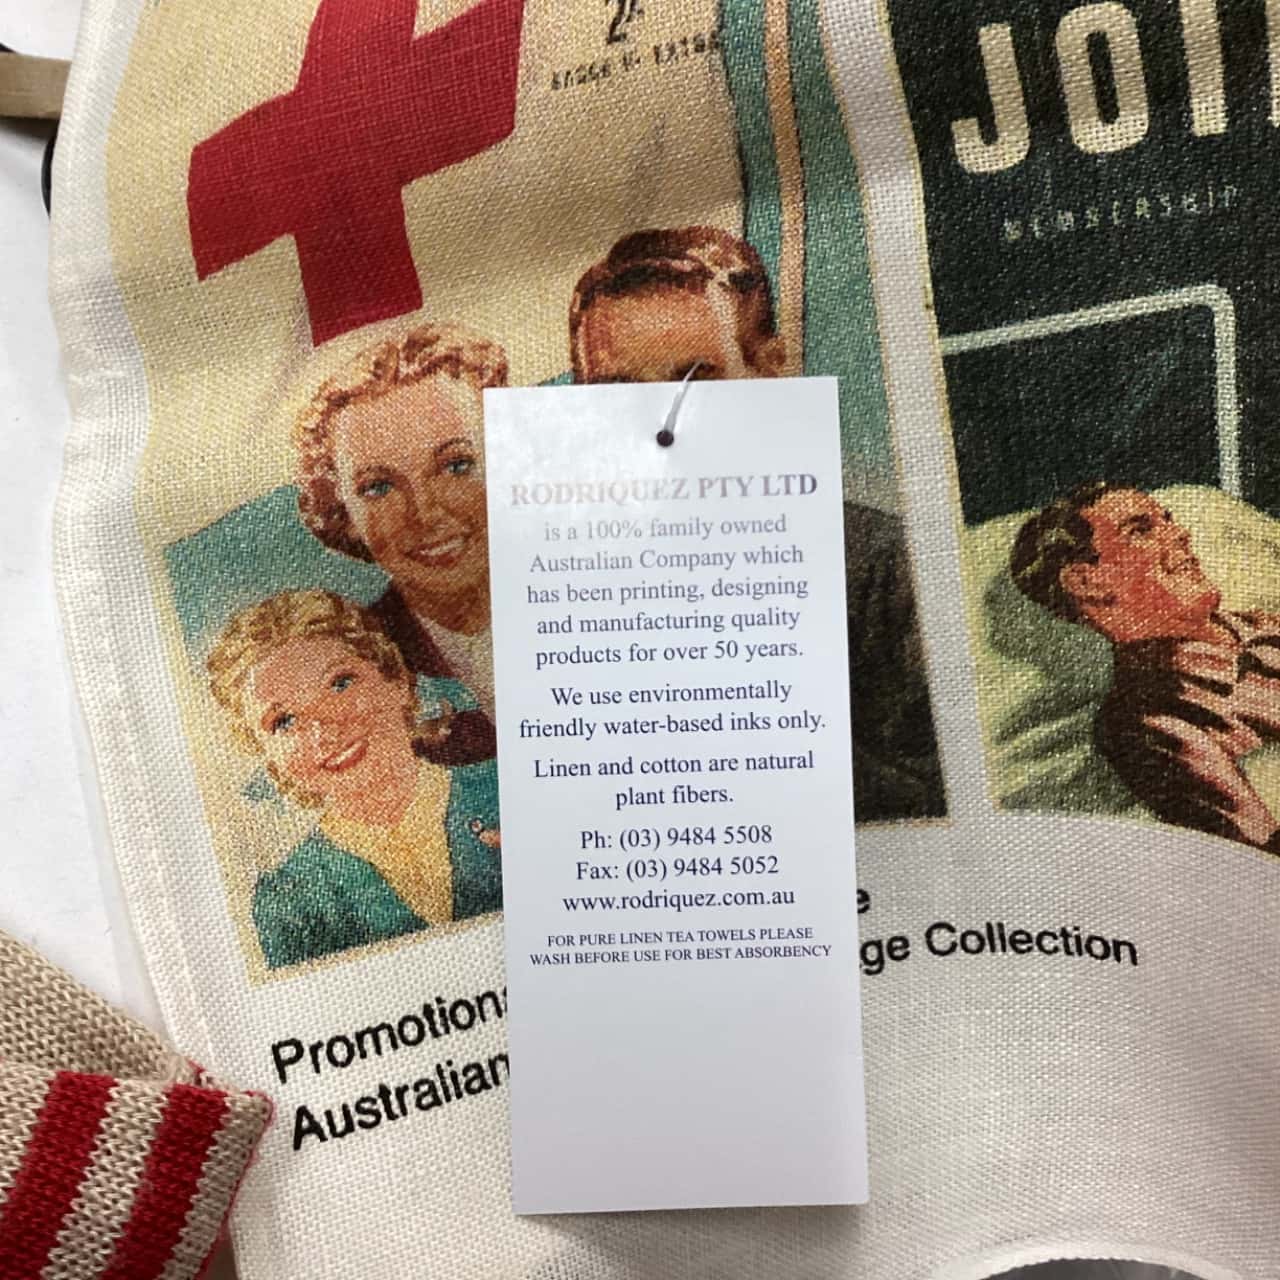 2/-
JOI
RODRIQUEZ PTY LTD
is a 100% family owned
Australian Company which
has been printing, designing
and manufacturing quality
products for over 50 years.
We use environmentally
friendly water-based inks only.
Linen and cotton are natural
plant fibers.
Ph: (03) 9484 5508
Fax: (03) 9484 5052
www.rodriquez.com.au
FOR PURE LINEN TEA TOWELS PLEASE
WASH BEFORE USE FOR BEST ABSORBENCY
Promotion
Australian
e
ge Collection